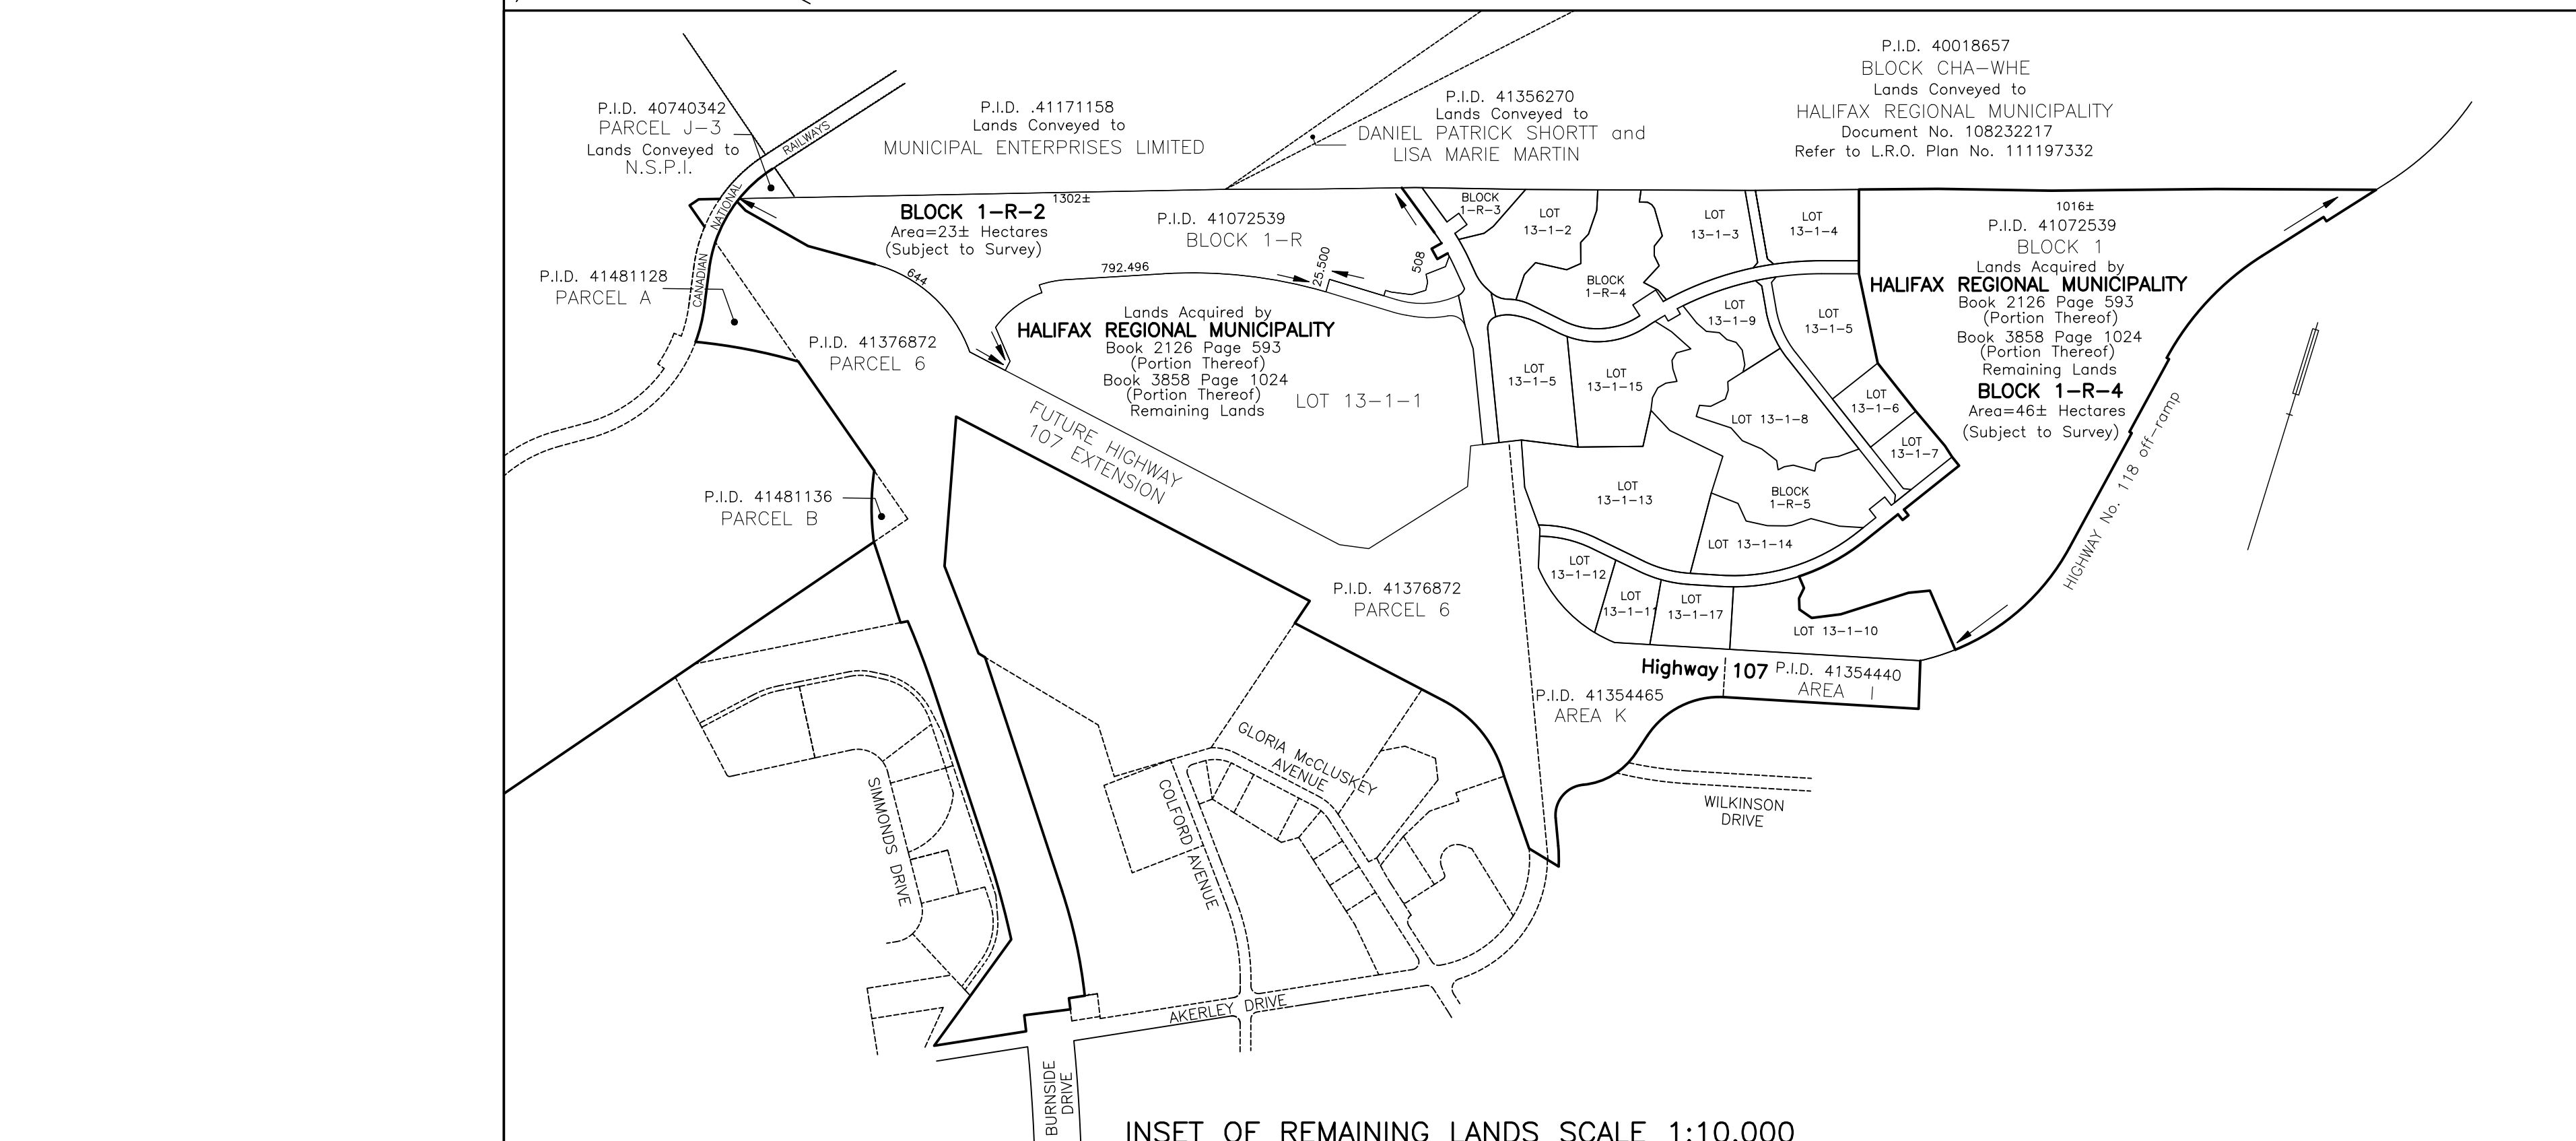 P.I.D. 40740342
PARCEL J-3
Lands Conveyed to
N.S.P.I.
P.I.D. .41171158
Lands Conveyed to
MUNICIPAL ENTERPRISES LIMITED
P.I.D. 41356270
Lands Conveyed to
DANIEL PATRICK SHORTT and
LISA MARIE MARTIN
P.I.D. 40018657
BLOCK CHA-WHE
Lands Conveyed to
HALIFAX REGIONAL MUNICIPALITY
Document No. 108232217
Refer to L.R.O. Plan No. 111197332
CANADIAN NATIONAL RAILWAYS
1302±
BLOCK 1-R-2
Area=23± Hectares
(Subject to Survey)
P.I.D. 41072539
BLOCK 1-R
644
792.496
25.500
508
BLOCK
1-R-3
LOT
13-1-2
LOT
13-1-3
LOT
13-1-4
BLOCK
1-R-4
LOT
13-1-9
LOT
13-1-5
1016±
P.I.D. 41072539
BLOCK 1
Lands Acquired by
HALIFAX REGIONAL MUNICIPALITY
Book 2126 Page 593
(Portion Thereof)
Book 3858 Page 1024
(Portion Thereof)
Remaining Lands
BLOCK 1-R-4
Area=46± Hectares
(Subject to Survey)
P.I.D. 41481128
PARCEL A
P.I.D. 41376872
PARCEL 6
Lands Acquired by
HALIFAX REGIONAL MUNICIPALITY
Book 2126 Page 593
(Portion Thereof)
Book 3858 Page 1024
(Portion Thereof)
Remaining Lands
LOT 13-1-1
LOT
13-1-5
LOT
13-1-15
LOT 13-1-8
LOT
13-1-6
LOT
13-1-7
FUTURE HIGHWAY
107 EXTENSION
HIGHWAY No. 118 off-ramp
P.I.D. 41481136
PARCEL B
LOT
13-1-13
BLOCK
1-R-5
LOT 13-1-14
LOT
13-1-12
LOT
13-1-11
LOT
13-1-17
LOT 13-1-10
P.I.D. 41376872
PARCEL 6
Highway 107
P.I.D. 41354440
AREA I
P.I.D. 41354465
AREA K
GLORIA McCLUSKEY
AVENUE
SIMMONDS DRIVE
COLFORD AVENUE
WILKINSON
DRIVE
AKERLEY DRIVE
BURNSIDE
DRIVE
INSET OF REMAINING LANDS SCALE 1:10,000